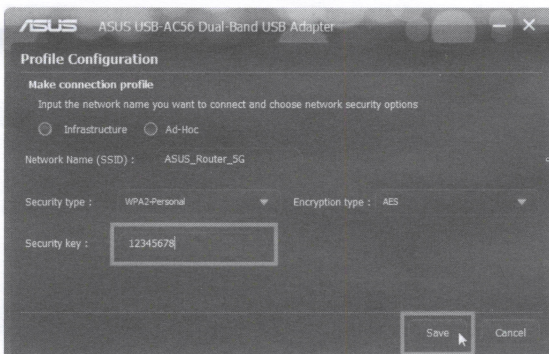 ASUS ASUS USB-AC56 Dual-Band USB Adapter
Profile Configuration
Make connection profile
Input the network name you want to connect and choose network security options
Infrastructure Ad-Hoc
Network Name (SSID) : ASUS_Router_5G
Security type : WPA2-Personal Encryption type : AES
Security key : 12345678
Save Cancel